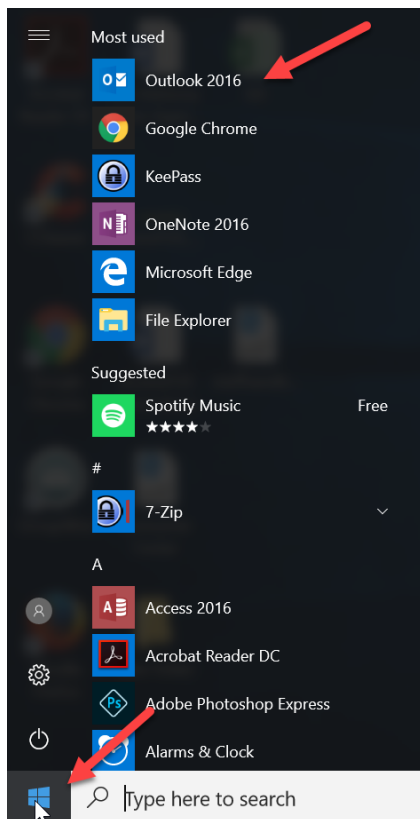 Most used
Outlook 2016
Google Chrome
KeePass
OneNote 2016
Microsoft Edge
File Explorer
Suggested
Spotify Music Free
#
7-Zip
A
Access 2016
Acrobat Reader DC
Adobe Photoshop Express
Alarms & Clock
Type here to search